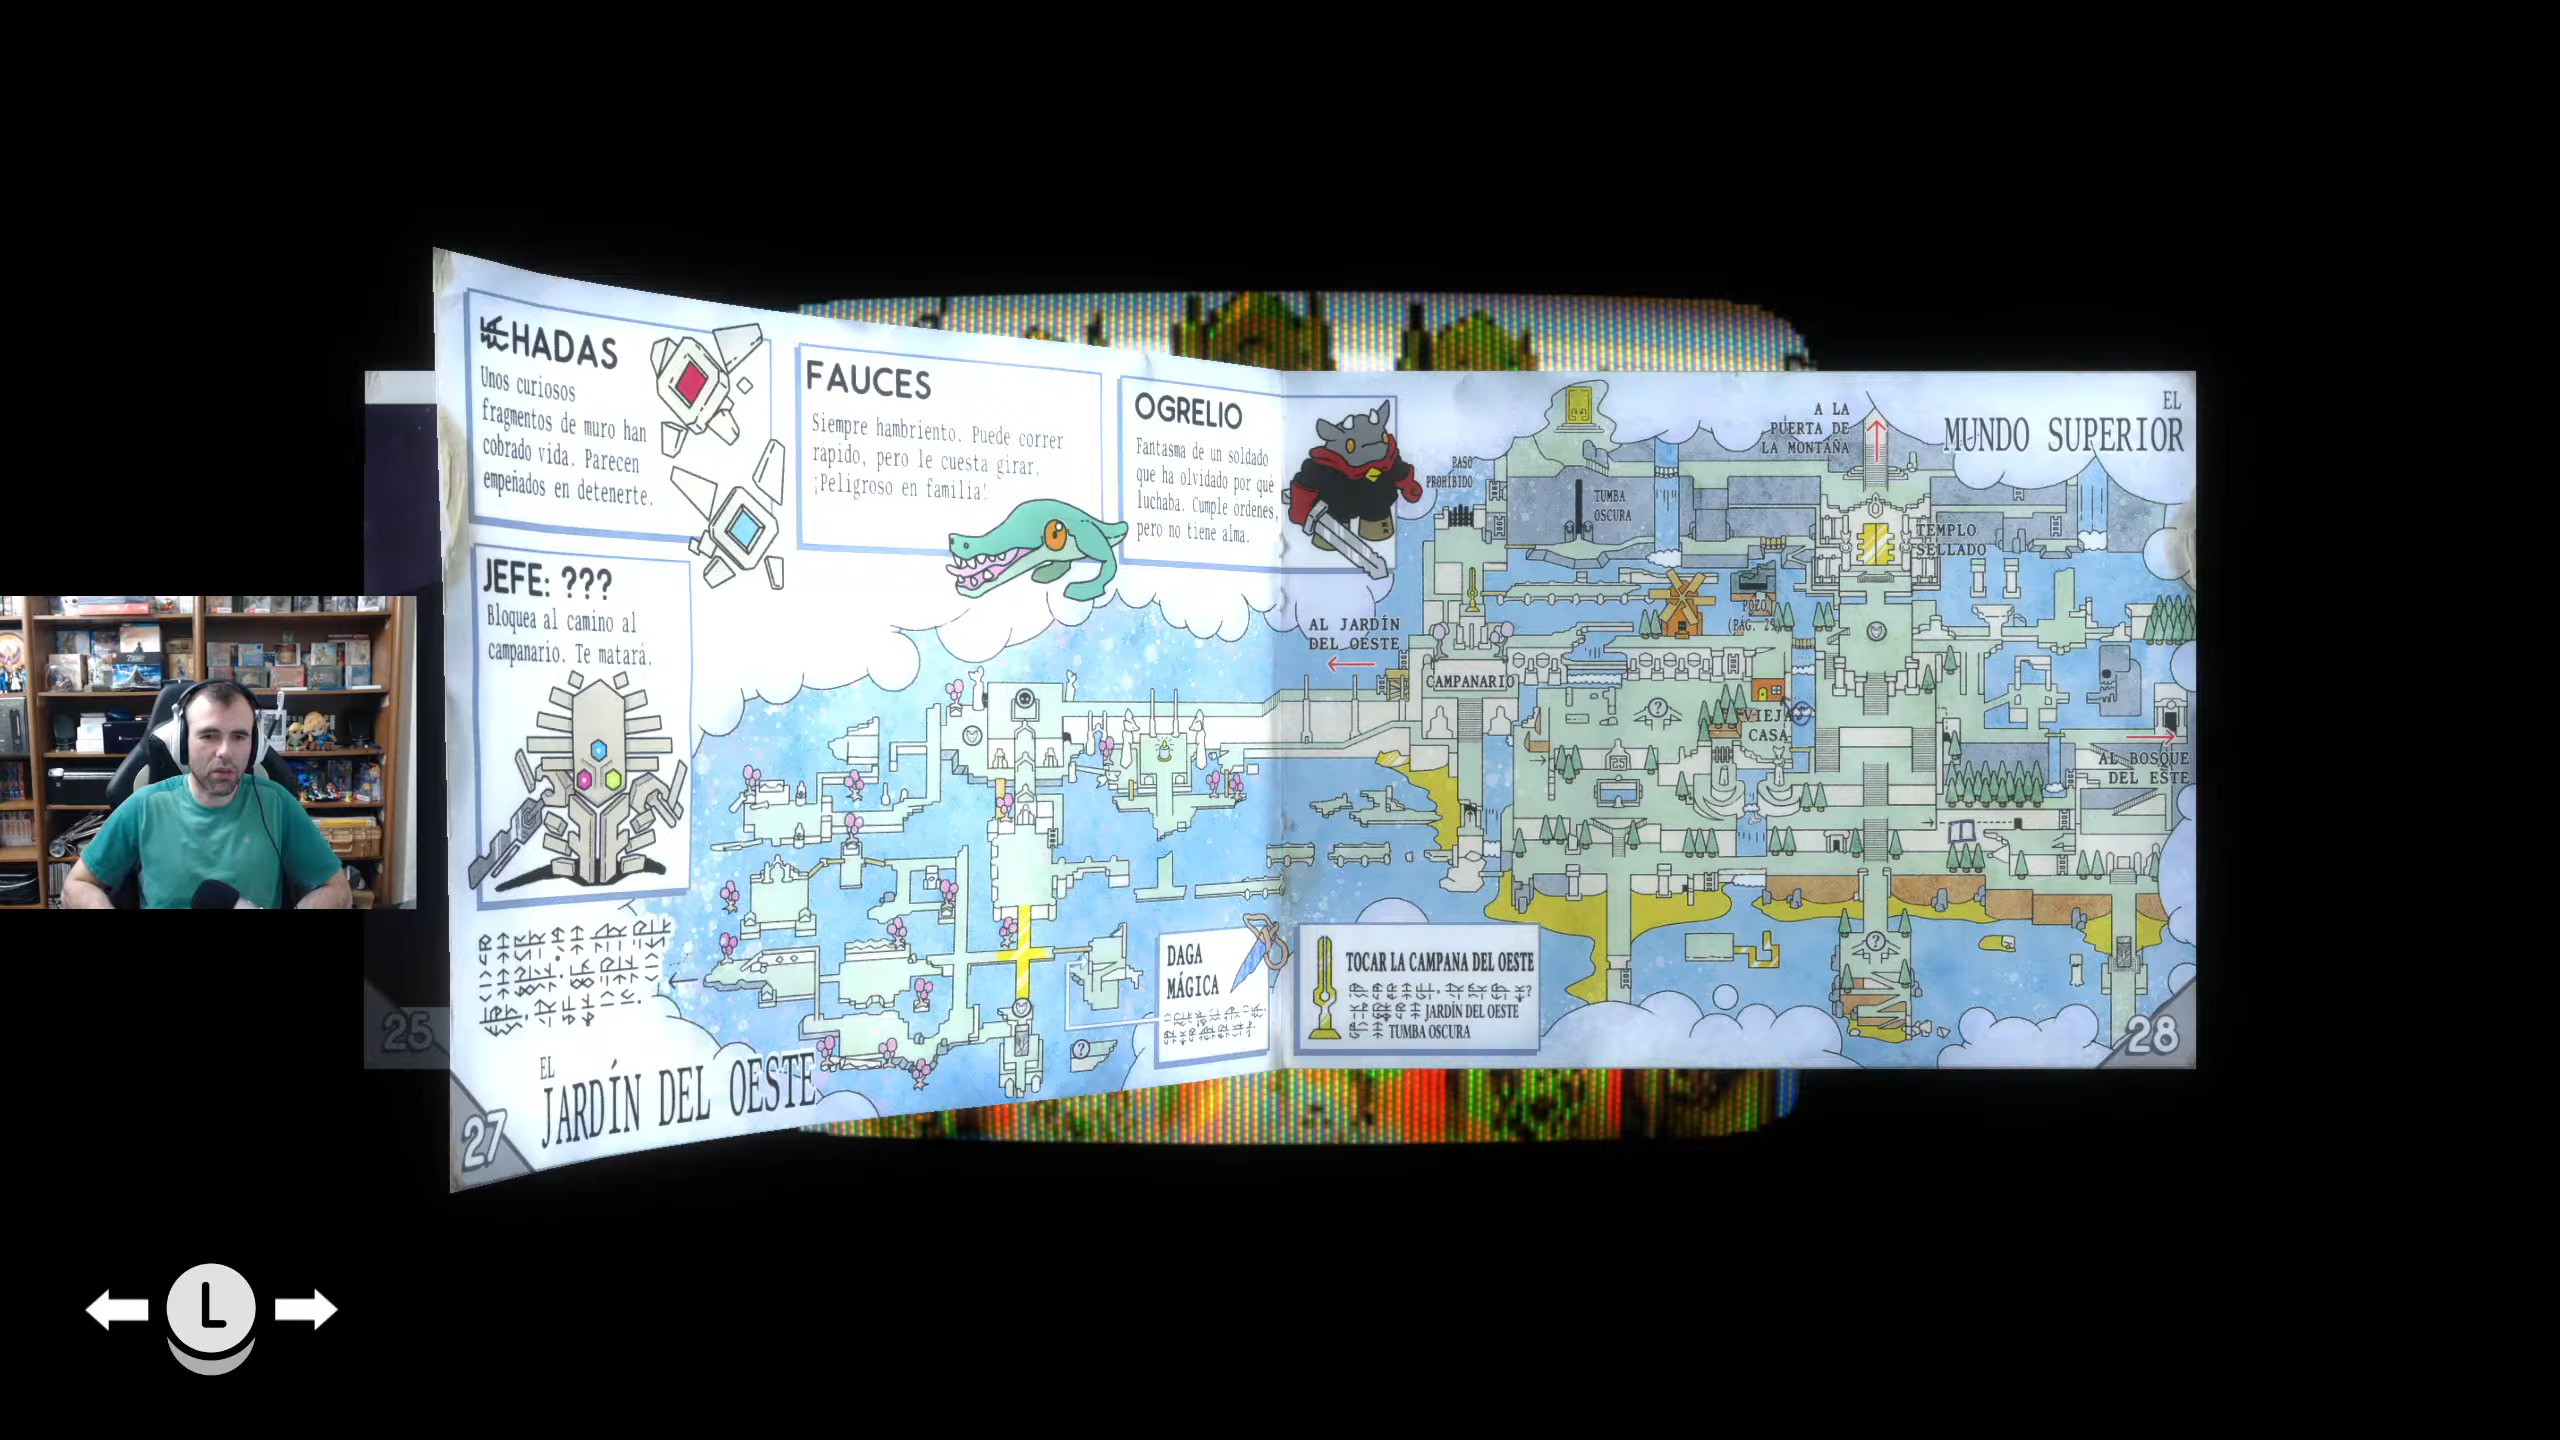 HADAS
Unos curiosos
fragmentos de muro han
cobrado vida. Parecen
empeñados en detenerte.
FAUCES
Siempre hambriento. Puede correr
rápido, pero le cuesta girar.
¡Peligroso en familia!
OGRELIO
Fantasma de un soldado
que ha olvidado por qué
luchaba. Cumple órdenes,
pero no tiene alma.
JEFE: ???
Bloquea al camino al
campanario. Te matará.
EL
JARDÍN DEL OESTE
DAGA
MÁGICA
25
27
EL
MUNDO SUPERIOR
A LA
PUERTA DE
LA MONTAÑA
PASO
PROHIBIDO
TUMBA
OSCURA
TEMPLO
SELLADO
POZO
(PÁG. 29)
AL JARDÍN
DEL OESTE
CAMPANARIO
VIEJA
CASA
25
AL BOSQUE
DEL ESTE
TOCAR LA CAMPANA DEL OESTE
JARDÍN DEL OESTE
TUMBA OSCURA
28
L